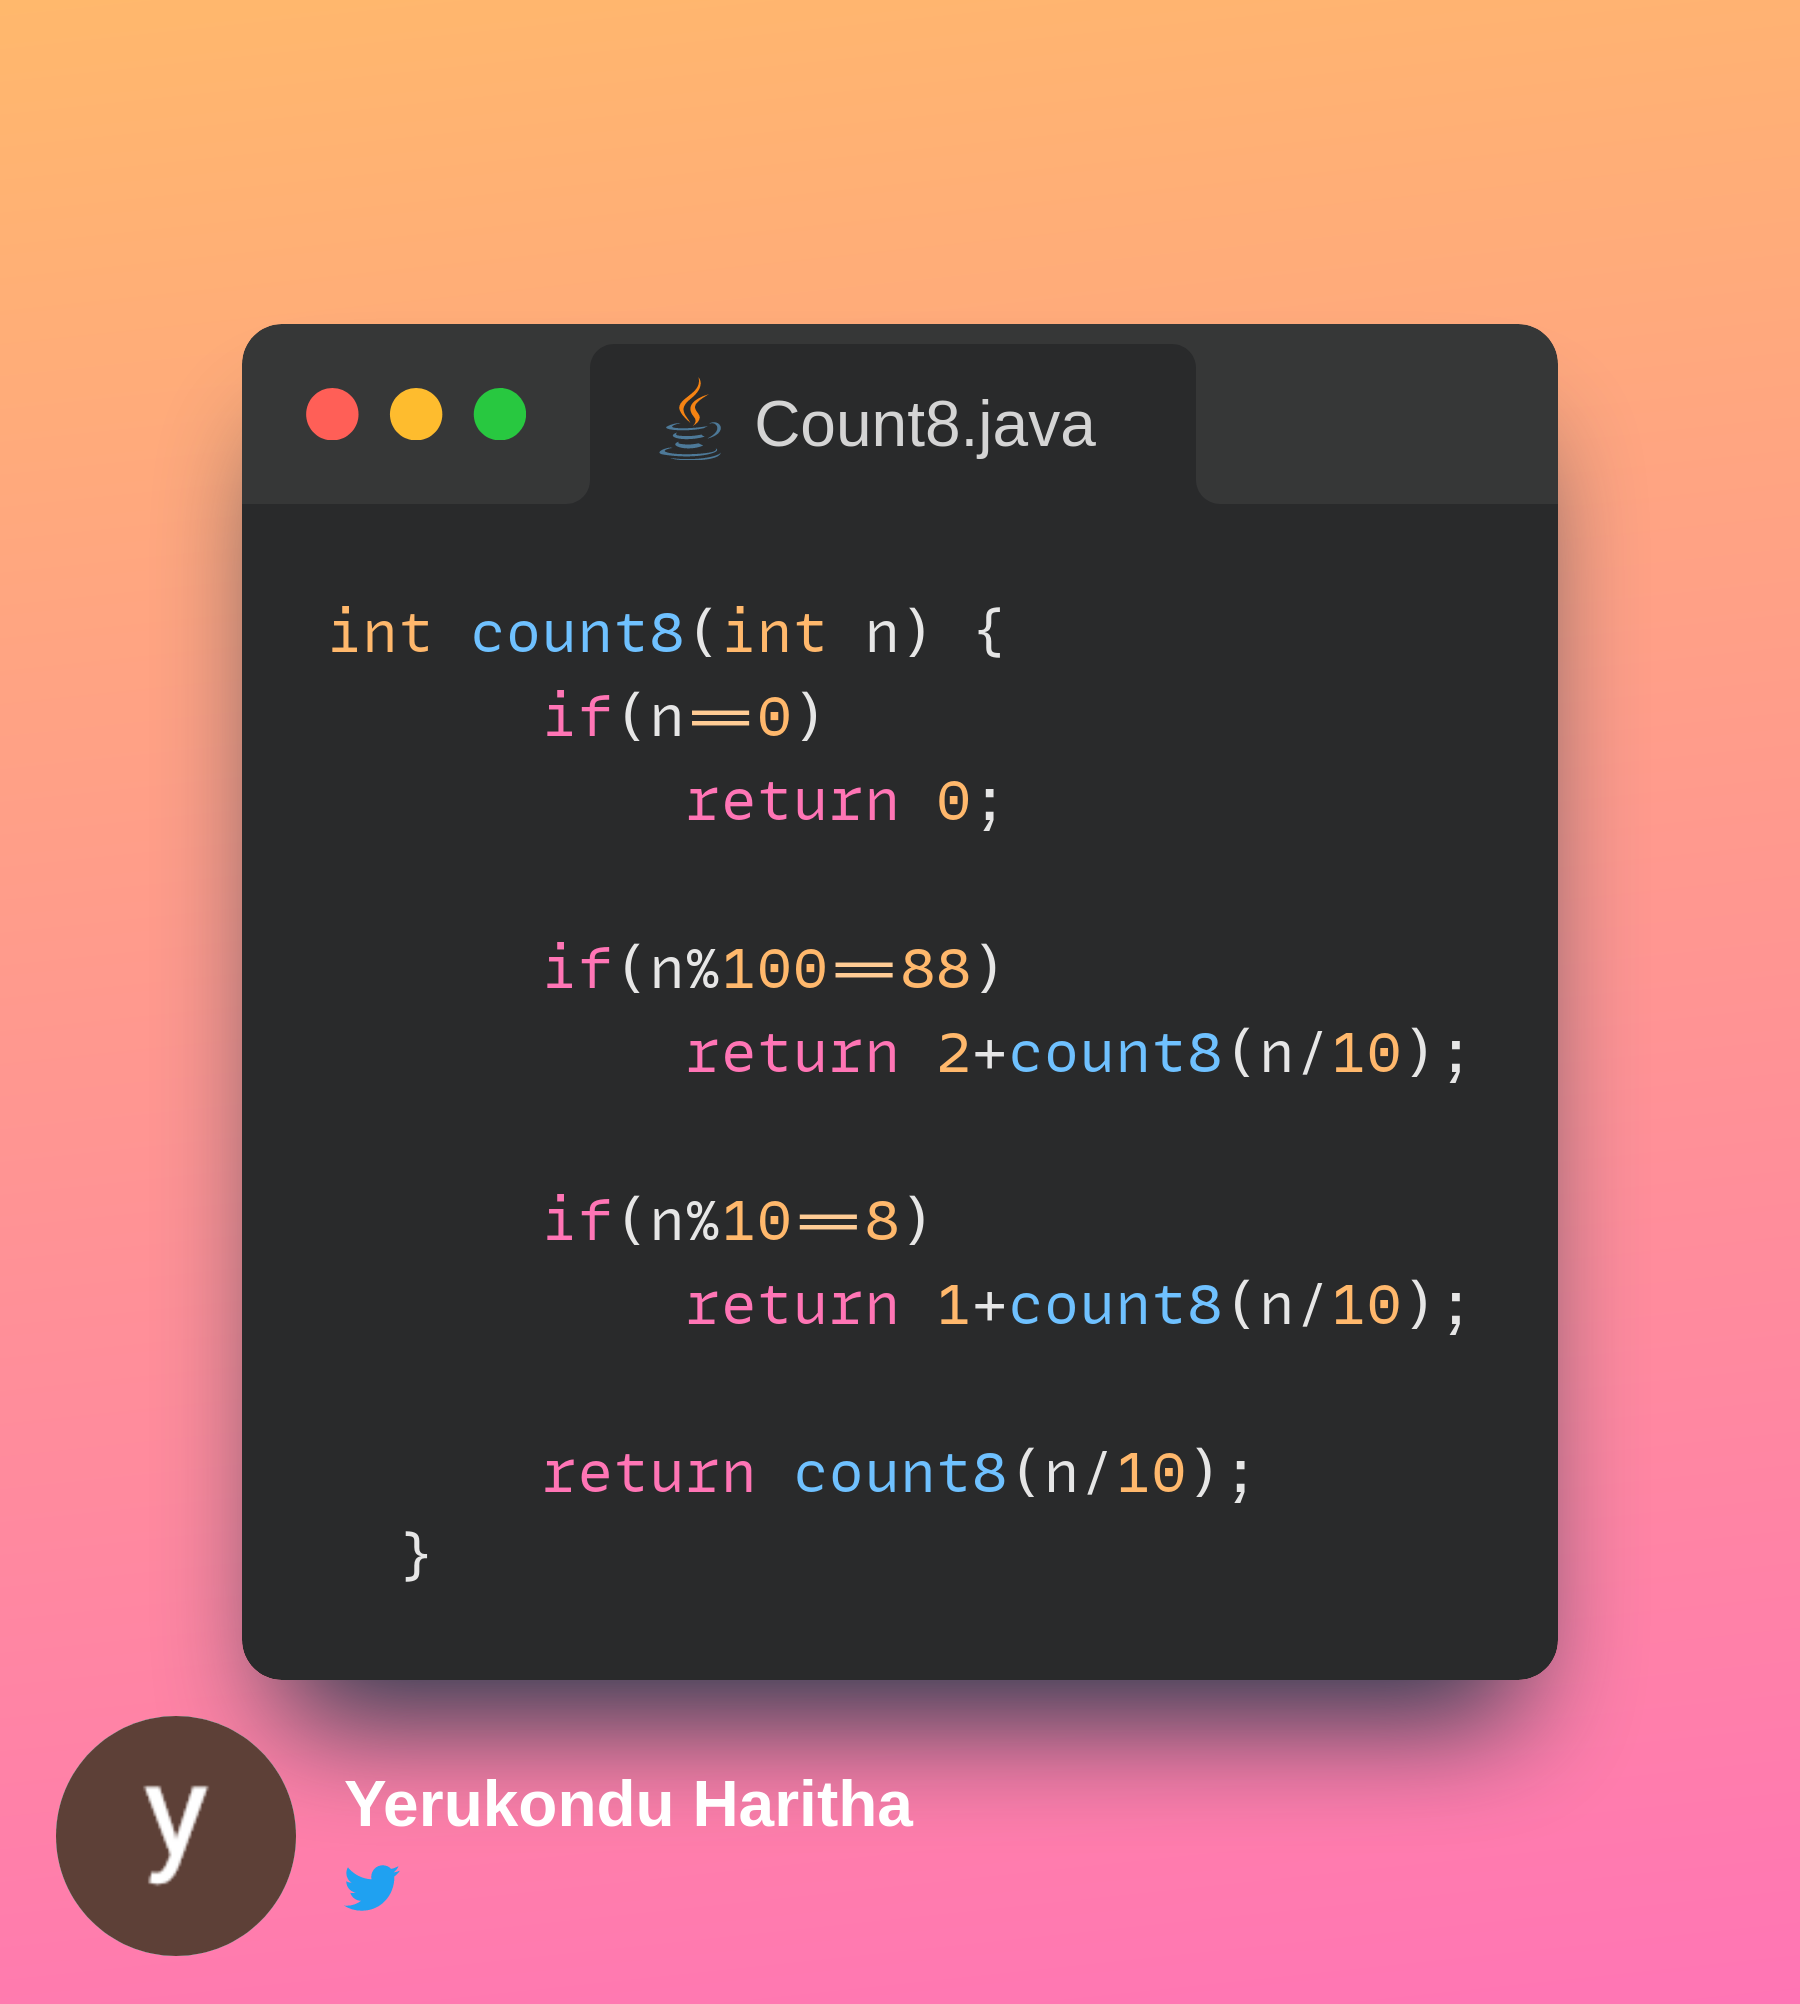 Count8.java
int count8(int n) {
if(n==0)
return 0;
if(n%100==88)
return 2+count8(n/10);
if(n%10==8)
return 1+count8(n/10);
return count8(n/10);
}
y
Yerukondu Haritha